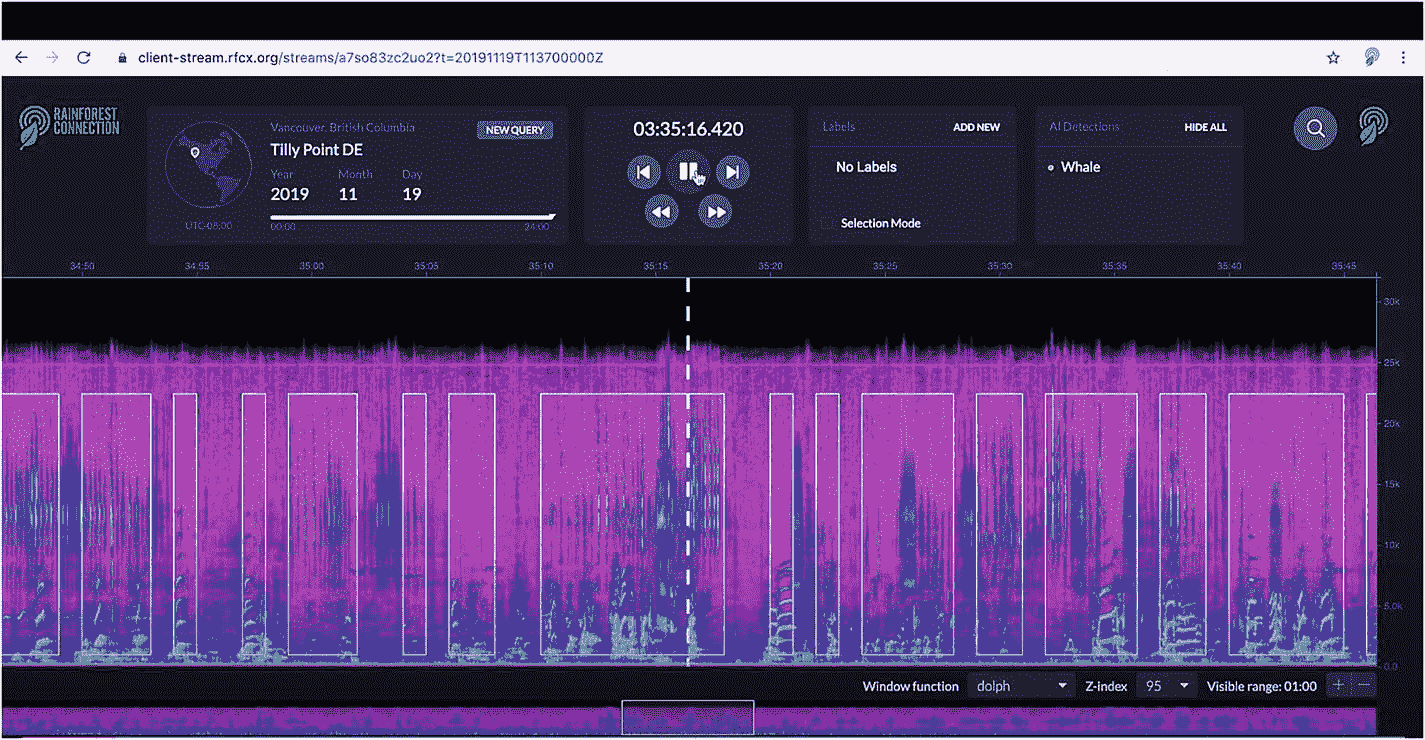 client-stream.rfcx.org/streams/a7so83zc2uo2?t=20191119T113700000Z
RAINFOREST
CONNECTION
Vancouver, British Columbia
NEW QUERY
Tilly Point DE
Year Month Day
2019 11 19
UTC-08:00 00:00 24:00
03:35:16.420
Labels ADD NEW
No Labels
Selection Mode
AI Detections HIDE ALL
Whale
34:50 34:55 35:00 35:05 35:10 35:15 35:20 35:25 35:30 35:35 35:40 35:45
30k
25k
20k
15k
10k
5.0k
0.0
Window function dolph Z-index 95 Visible range: 01:00 + −